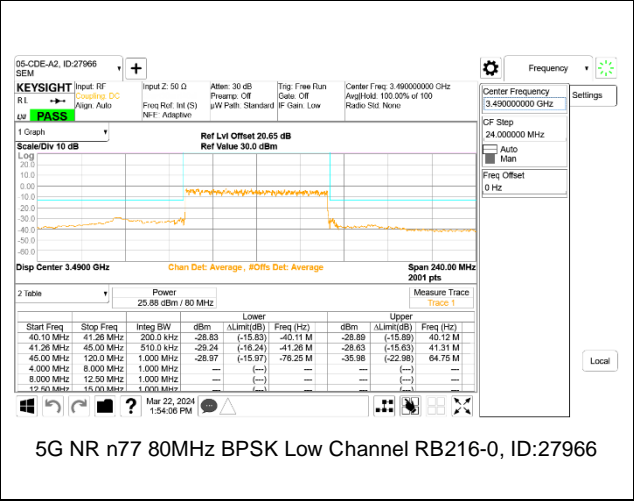 05-CDE-A2, ID:27966
SEM
Frequency
KEYSIGHT Input: RF
RL
Coupling: DC
Align: Auto
PASS
Input Z: 50 Ω
Freq Ref: Int (S)
NFE: Adaptive
Atten: 30 dB
Preamp: Off
µW Path: Standard
Trig: Free Run
Gate: Off
IF Gain: Low
Center Freq: 3.490000000 GHz
Avg|Hold: 100.00% of 100
Radio Std: None
Center Frequency
3.490000000 GHz
Settings
CF Step
24.000000 MHz
Auto
Man
Freq Offset
0 Hz
1 Graph
Ref Lvl Offset 20.65 dB
Scale/Div 10 dB
Ref Value 30.0 dBm
Log
20.0
10.0
0.00
-10.0
-20.0
-30.0
-40.0
-50.0
-60.0
Disp Center 3.4900 GHz
Chan Det: Average , #Offs Det: Average
Span 240.00 MHz
2001 pts
2 Table
Power
25.88 dBm / 80 MHz
Measure Trace
Trace 1
Lower Upper
Start Freq Stop Freq Integ BW dBm ΔLimit(dB) Freq (Hz) dBm ΔLimit(dB) Freq (Hz)
40.10 MHz 41.26 MHz 200.0 kHz -28.83 (-15.83) -40.11 M -28.89 (-15.89) 40.12 M
41.26 MHz 45.00 MHz 510.0 kHz -29.24 (-16.24) -41.26 M -28.63 (-15.63) 41.31 M
45.00 MHz 120.0 MHz 1.000 MHz -28.97 (-15.97) -76.25 M -35.98 (-22.98) 64.75 M
4.000 MHz 8.000 MHz 1.000 MHz --- (---) --- (---)
8.000 MHz 12.50 MHz 1.000 MHz --- (---) --- (---)
12.50 MHz 15.00 MHz 1.000 MHz --- (---) --- (---)
Local
? Mar 22, 2024
1:54:06 PM
5G NR n77 80MHz BPSK Low Channel RB216-0, ID:27966